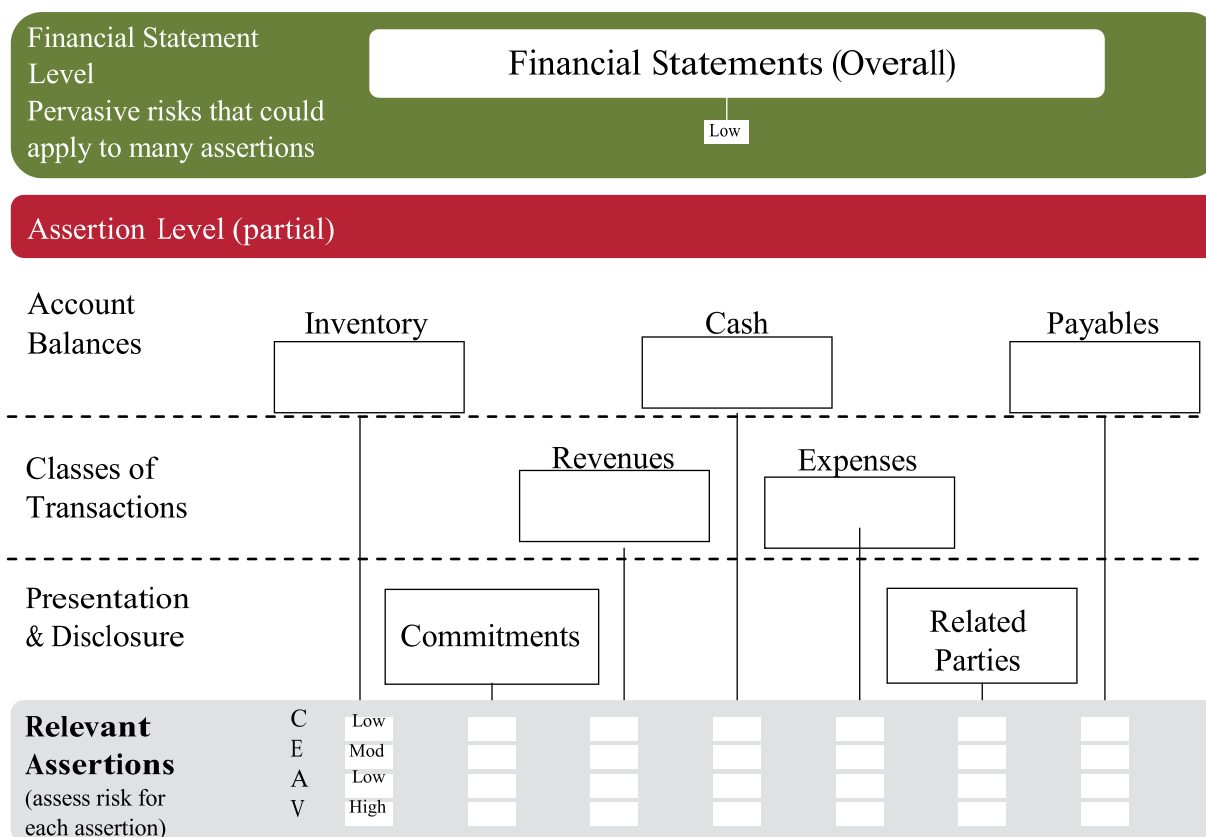 Financial Statement
Level
Pervasive risks that could
apply to many assertions
Financial Statements (Overall)
Low
Assertion Level (partial)
Account
Balances
Inventory
Cash
Payables
Classes of
Transactions
Revenues
Expenses
Presentation
& Disclosure
Commitments
Related
Parties
Relevant
Assertions
(assess risk for
each assertion)
C Low
E Mod
A Low
V High